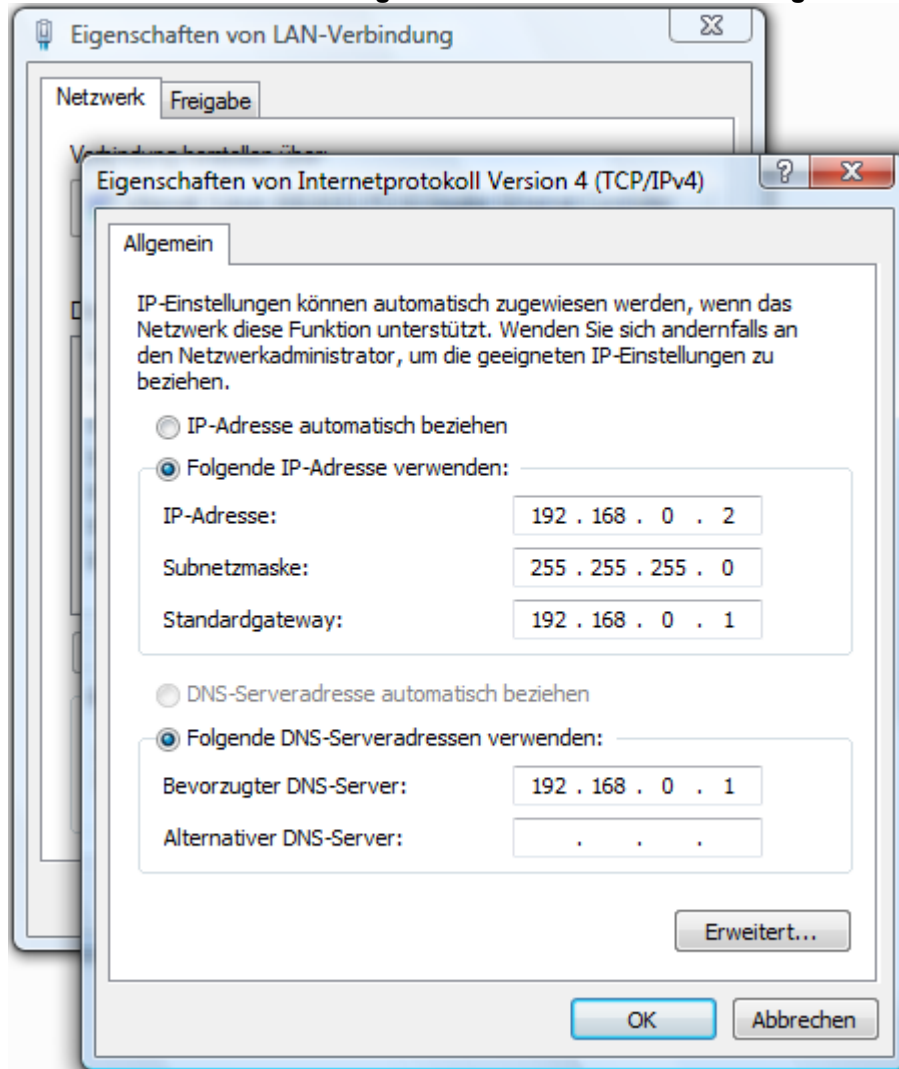 Eigenschaften von LAN-Verbindung
Netzwerk Freigabe
Eigenschaften von Internetprotokoll Version 4 (TCP/IPv4)
Allgemein
IP-Einstellungen können automatisch zugewiesen werden, wenn das
Netzwerk diese Funktion unterstützt. Wenden Sie sich andernfalls an
den Netzwerkadministrator, um die geeigneten IP-Einstellungen zu
beziehen.
IP-Adresse automatisch beziehen
Folgende IP-Adresse verwenden:
IP-Adresse: 192 . 168 . 0 . 2
Subnetzmaske: 255 . 255 . 255 . 0
Standardgateway: 192 . 168 . 0 . 1
DNS-Serveradresse automatisch beziehen
Folgende DNS-Serveradressen verwenden:
Bevorzugter DNS-Server: 192 . 168 . 0 . 1
Alternativer DNS-Server: . . .
Erweitert...
OK Abbrechen